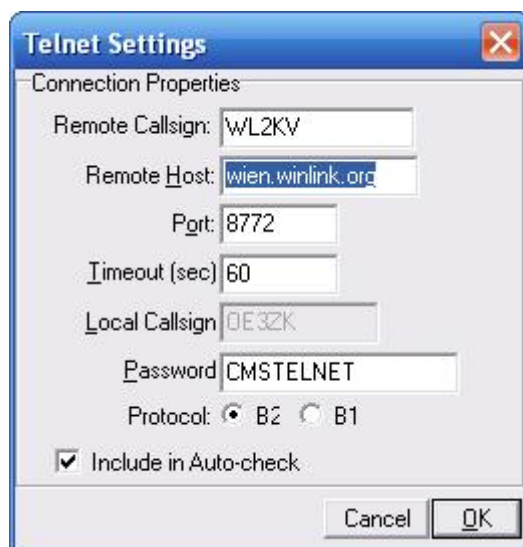 Telnet Settings
Connection Properties
Remote Callsign: WL2KV
Remote Host: wien.winlink.org
Port: 8772
Timeout (sec) 60
Local Callsign OE3ZK
Password CMSTELNET
Protocol: B2 B1
Include in Auto-check
Cancel OK